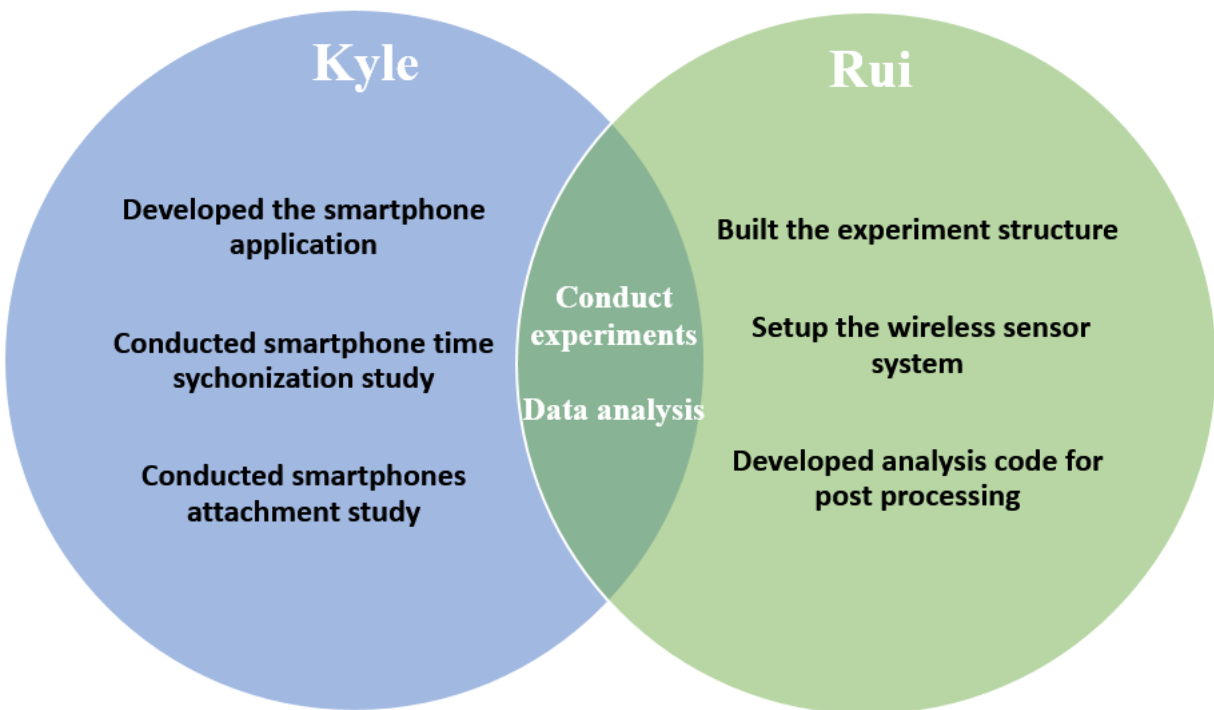 Kyle
Developed the smartphone
application
Conducted smartphone time
sychonization study
Conducted smartphones
attachment study
Conduct
experiments
Data analysis
Rui
Built the experiment structure
Setup the wireless sensor
system
Developed analysis code for
post processing